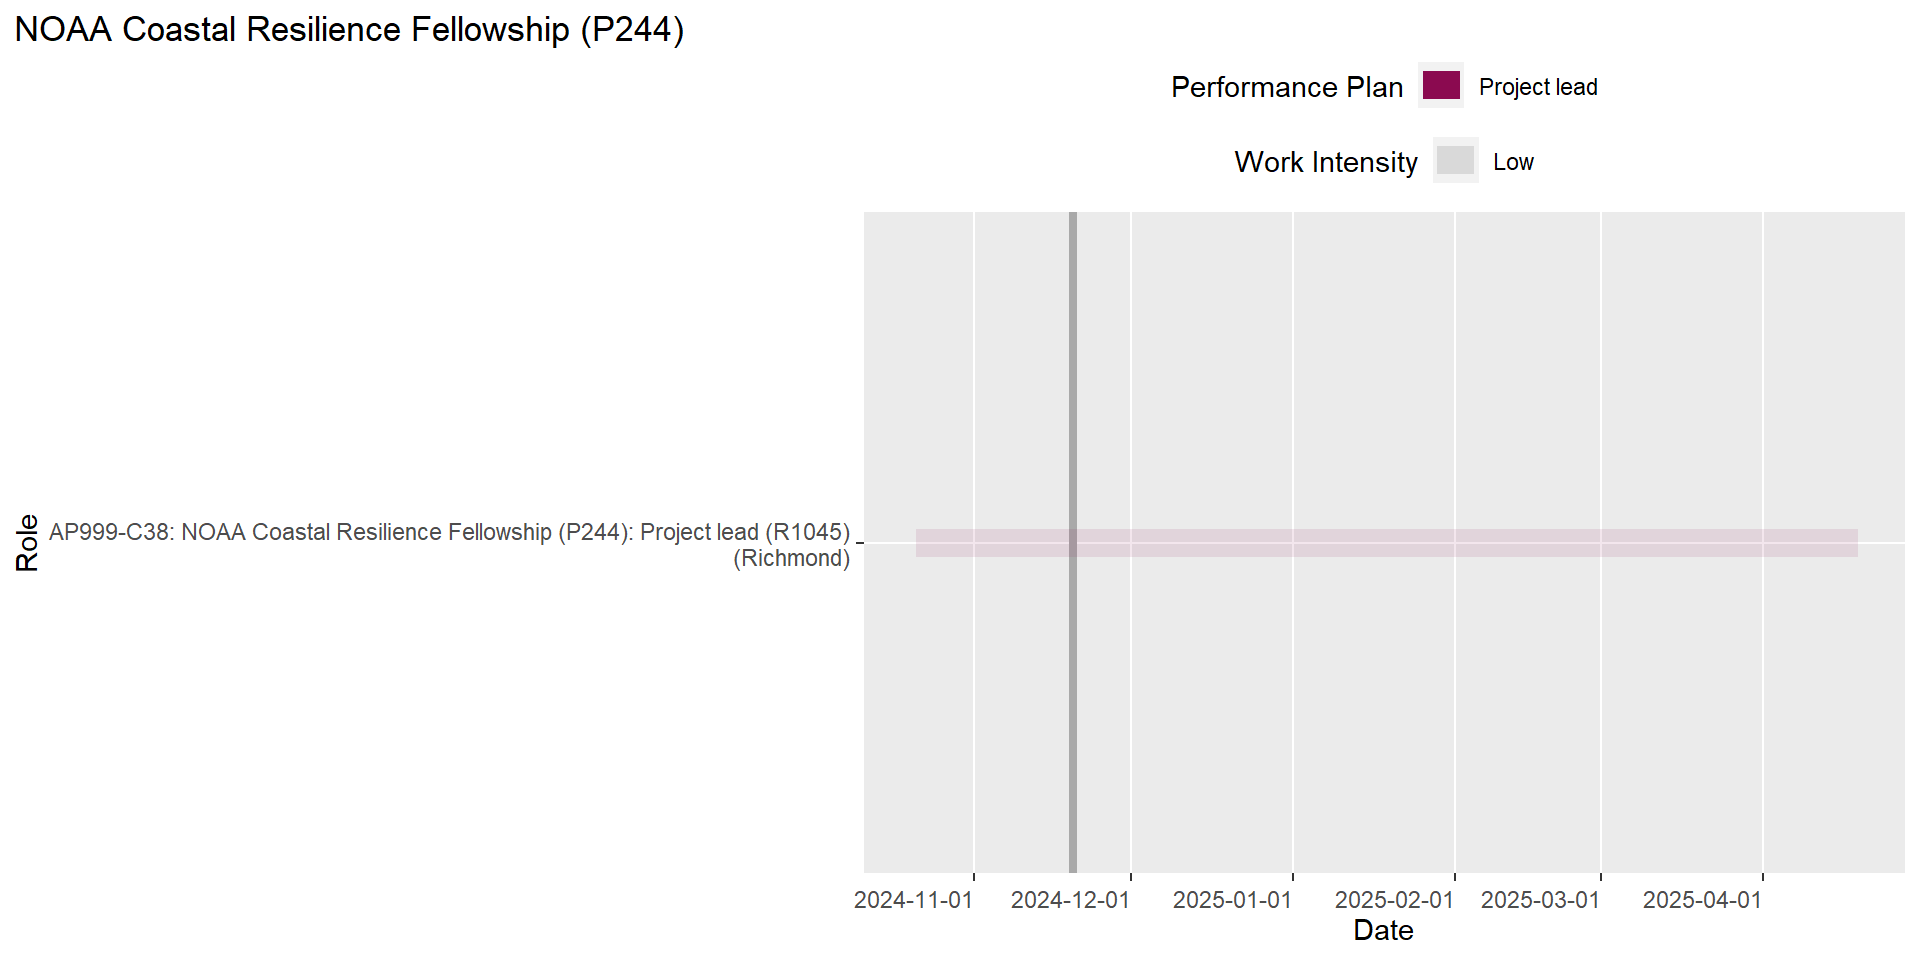 NOAA Coastal Resilience Fellowship (P244)
Performance Plan Project lead
Work Intensity Low
Role
AP999-C38: NOAA Coastal Resilience Fellowship (P244): Project lead (R1045)
(Richmond)
2024-11-01 2024-12-01 2025-01-01 2025-02-01 2025-03-01 2025-04-01
Date